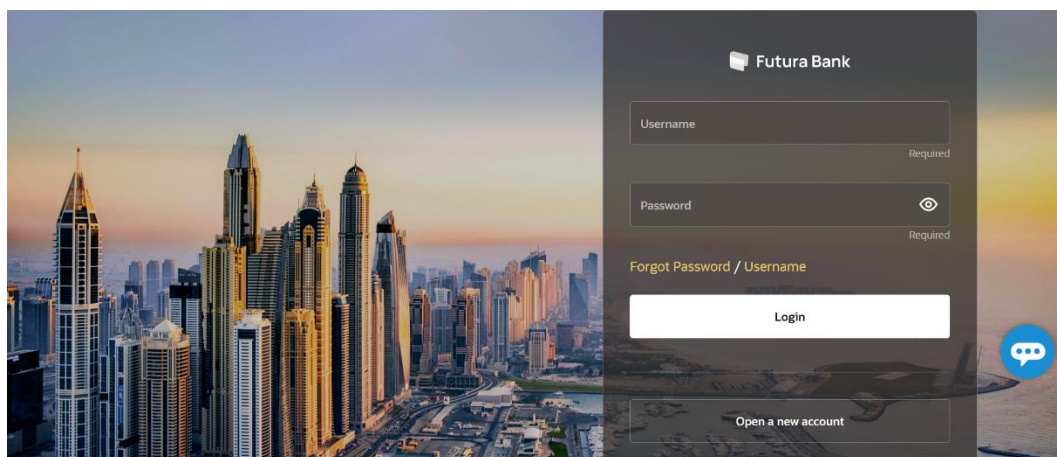 Futura Bank
Username
Required
Password
Required
Forgot Password / Username
Login
Open a new account